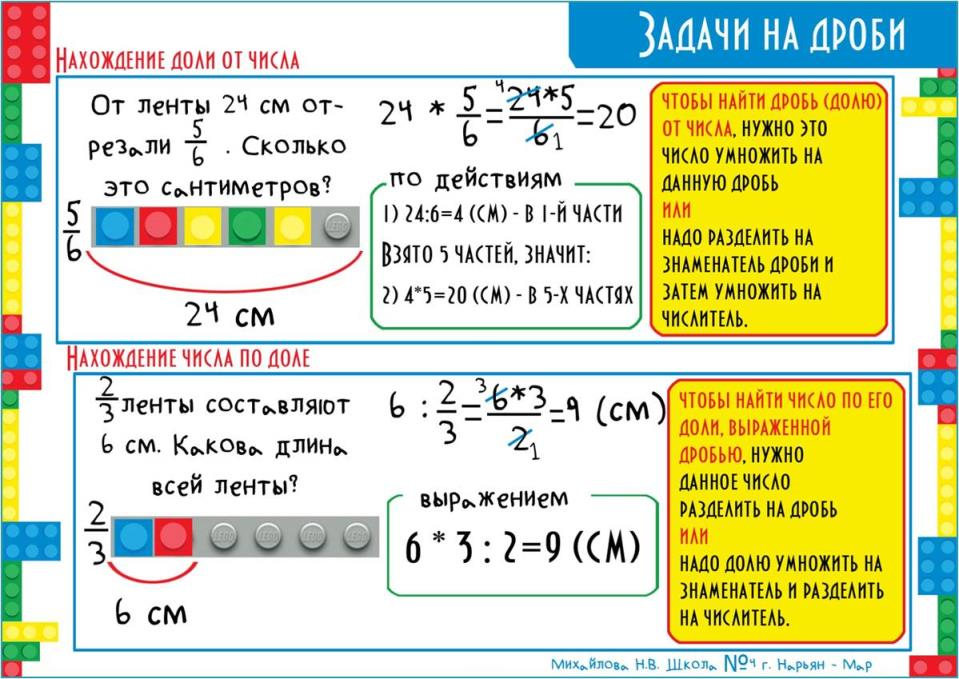 ЗАДАЧИ НА ДРОБИ
НАХОЖДЕНИЕ ДОЛИ ОТ ЧИСЛА
От ленты 24 см от-
резали 5/6 . Сколько
это сантиметров?
5/6
24 см
24 * 5/6 = 4 24*5/6 1 = 20
по действиям
1) 24:6=4 (СМ) - В 1-Й ЧАСТИ
ВЗЯТО 5 ЧАСТЕЙ, ЗНАЧИТ:
2) 4*5=20 (СМ) - В 5-Х ЧАСТЯХ
ЧТОБЫ НАЙТИ ДРОБЬ (ДОЛЮ)
ОТ ЧИСЛА, НУЖНО ЭТО
ЧИСЛО УМНОЖИТЬ НА
ДАННУЮ ДРОБЬ
ИЛИ
НАДО РАЗДЕЛИТЬ НА
ЗНАМЕНАТЕЛЬ ДРОБИ И
ЗАТЕМ УМНОЖИТЬ НА
ЧИСЛИТЕЛЬ.
НАХОЖДЕНИЕ ЧИСЛА ПО ДОЛЕ
2/3 ленты составляют
6 см. Какова длина
всей ленты?
2/3
LEGO LEGO LEGO LEGO
6 см
6 : 2/3 = 3 6*3/2 1 = 9 (см)
выражением
6 * 3 : 2=9 (СМ)
ЧТОБЫ НАЙТИ ЧИСЛО ПО ЕГО
ДОЛИ, ВЫРАЖЕННОЙ
ДРОБЬЮ, НУЖНО
ДАННОЕ ЧИСЛО
РАЗДЕЛИТЬ НА ДРОБЬ
ИЛИ
НАДО ДОЛЮ УМНОЖИТЬ НА
ЗНАМЕНАТЕЛЬ И РАЗДЕЛИТЬ
НА ЧИСЛИТЕЛЬ.
Михайлова Н.В. Школа №4 г. Нарьян - Мар